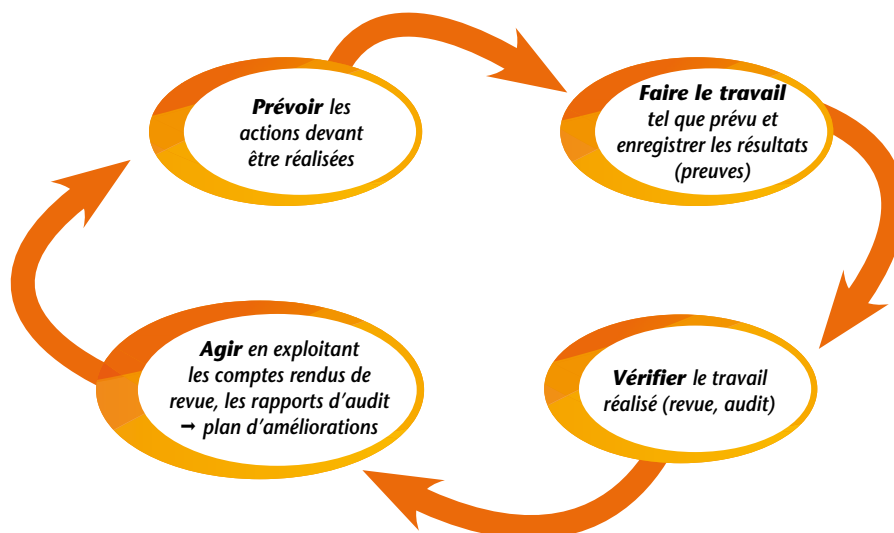 Prévoir les
actions devant
être réalisées
Faire le travail
tel que prévu et
enregistrer les résultats
(preuves)
Vérifier le travail
réalisé (revue, audit)
Agir en exploitant
les comptes rendus de
revue, les rapports d’audit
➞ plan d’améliorations